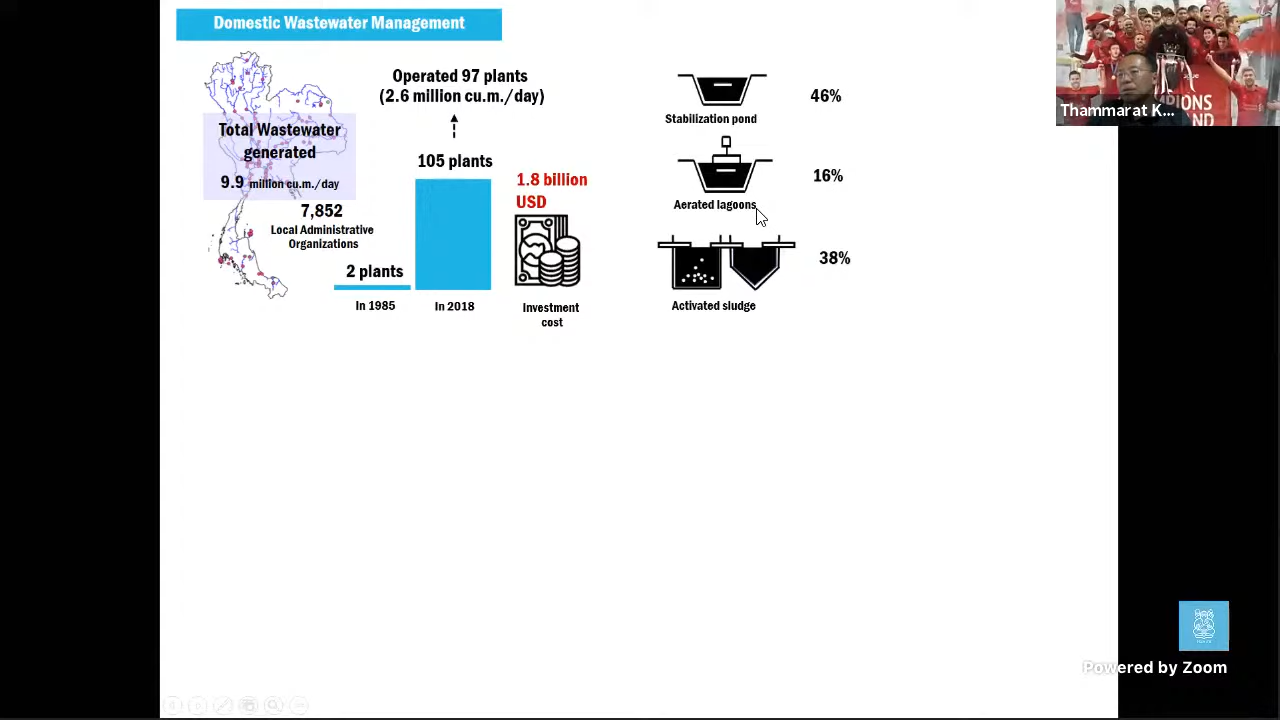 Domestic Wastewater Management
Operated 97 plants
(2.6 million cu.m./day)
Total Wastewater
generated
9.9 million cu.m./day
7,852
Local Administrative
Organizations
2 plants
In 1985
105 plants
In 2018
1.8 billion
USD
Investment
cost
Stabilization pond
46%
Aerated lagoons
16%
Activated sludge
38%
Thammarat K...
Powered by Zoom